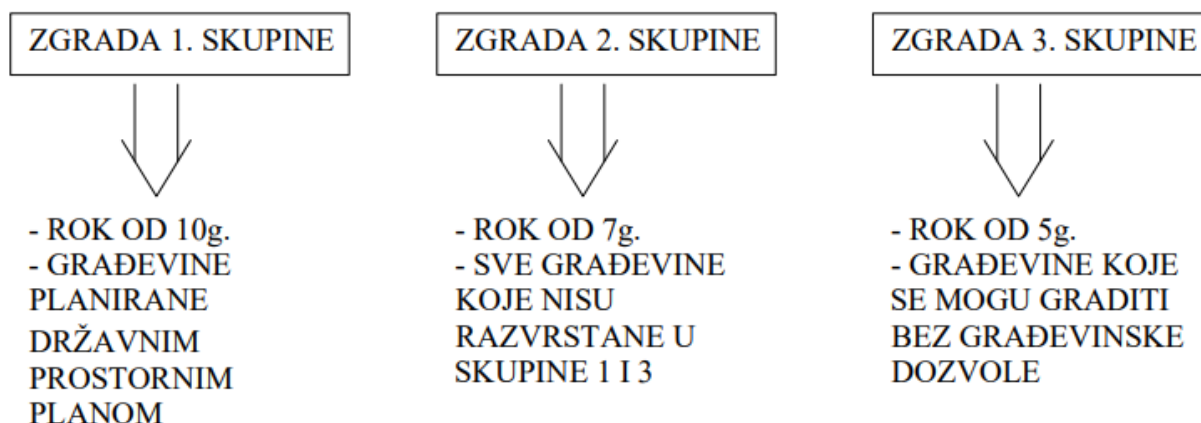 ZGRADA 1. SKUPINE
- ROK OD 10g.
- GRAĐEVINE
PLANIRANE
DRŽAVNIM
PROSTORNIM
PLANOM
ZGRADA 2. SKUPINE
- ROK OD 7g.
- SVE GRAĐEVINE
KOJE NISU
RAZVRSTANE U
SKUPINE 1 I 3
ZGRADA 3. SKUPINE
- ROK OD 5g.
- GRAĐEVINE KOJE
SE MOGU GRADITI
BEZ GRAĐEVINSKE
DOZVOLE